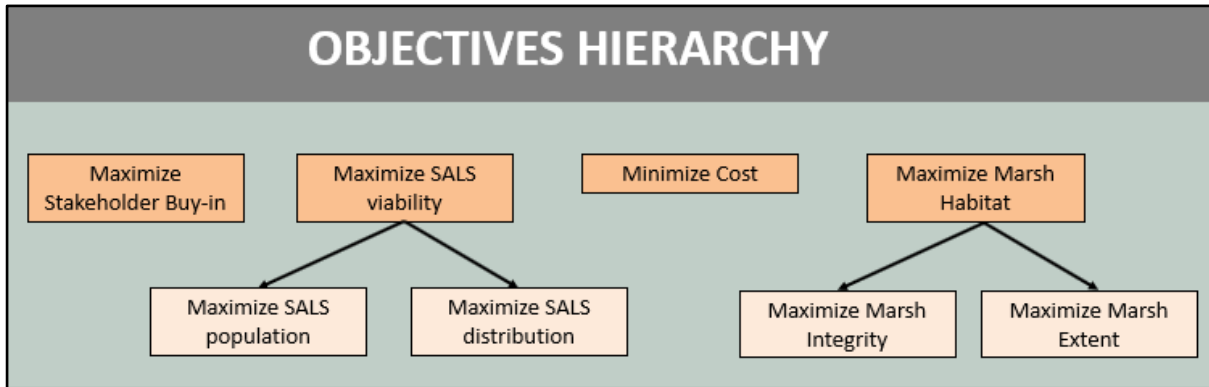 OBJECTIVES HIERARCHY
Maximize
Stakeholder Buy-in
Maximize SALS
viability
Minimize Cost
Maximize Marsh
Habitat
Maximize SALS
population
Maximize SALS
distribution
Maximize Marsh
Integrity
Maximize Marsh
Extent